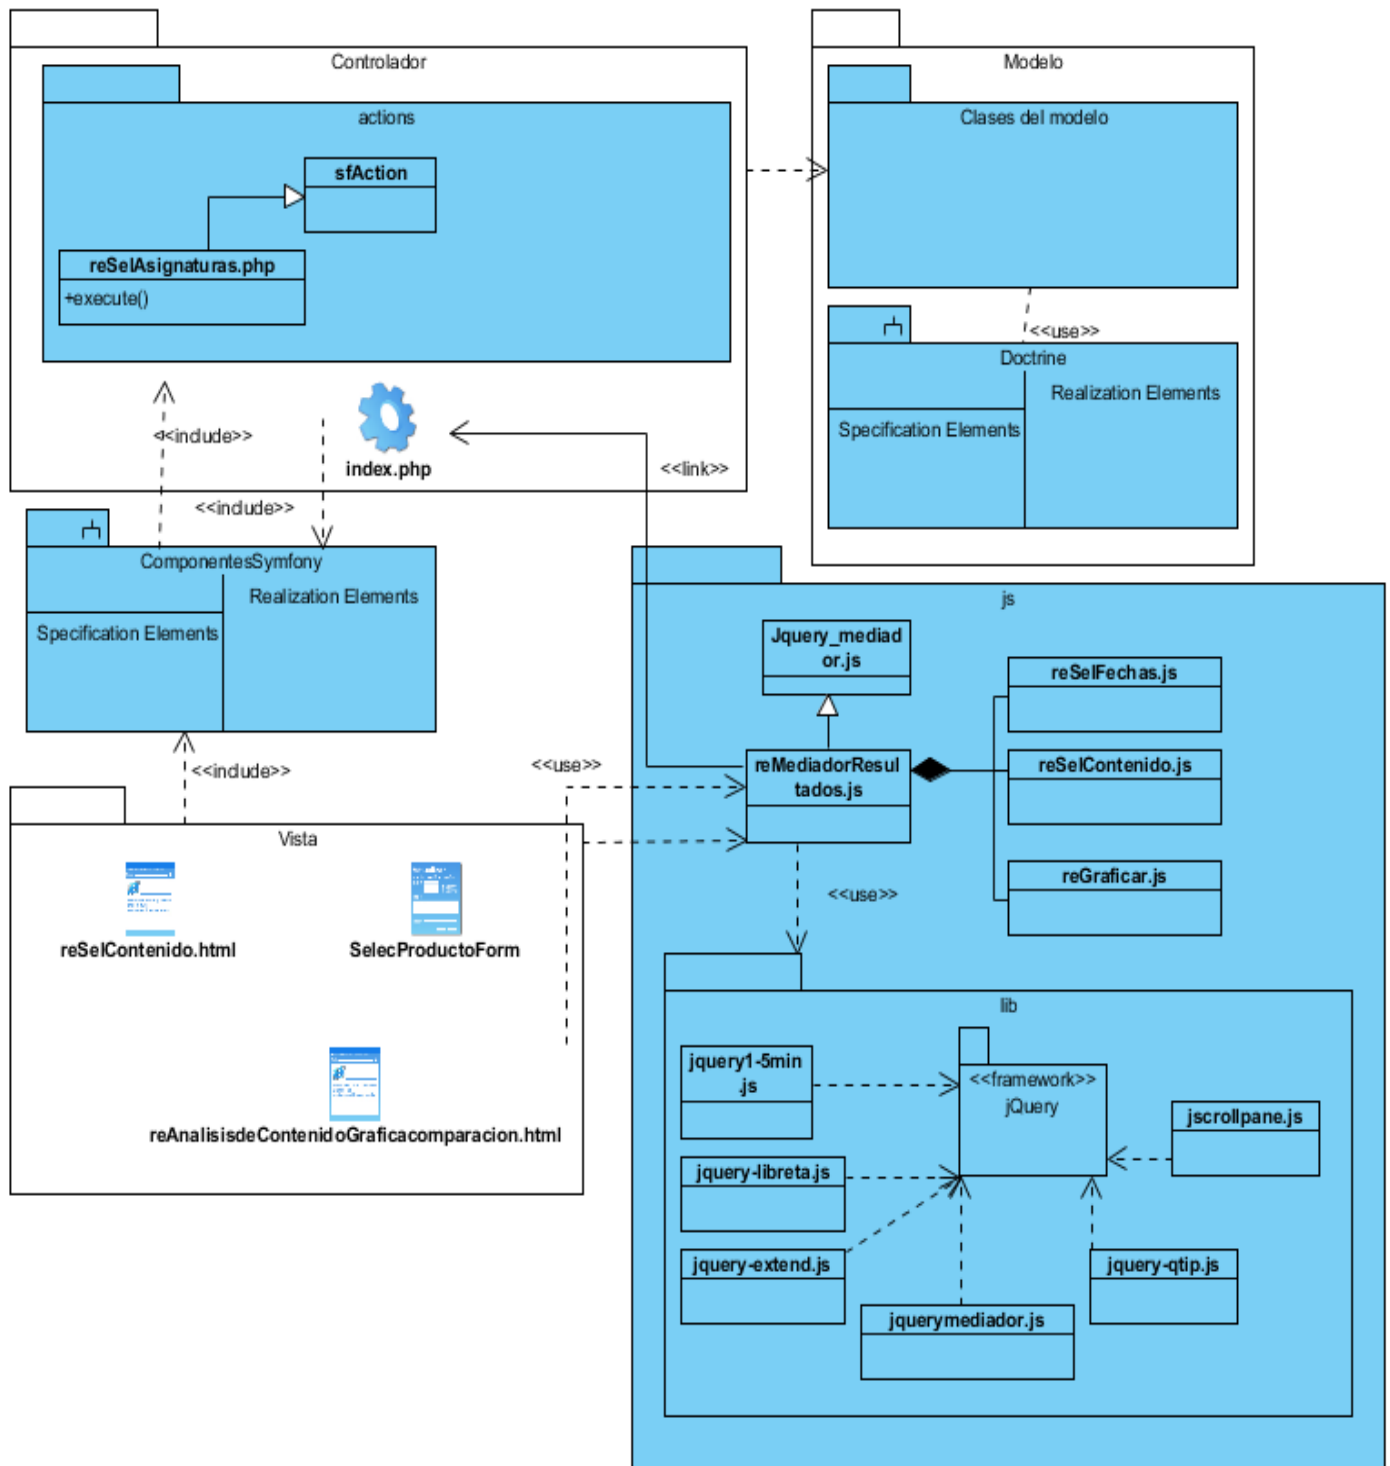 Controlador
actions
sfAction
reSelAsignaturas.php
+execute()
<<include>>
index.php
<<link>>
<<include>>
Modelo
Clases del modelo
<<use>>
Doctrine
Realization Elements
Specification Elements
ComponentesSymfony
Realization Elements
Specification Elements
<<include>>
<<use>>
Vista
reSelContenido.html
SelecProductoForm
reAnalisisdeContenidoGraficacomparacion.html
js
Jquery_mediad
or.js
reMediadorResul
tados.js
reSelFechas.js
reSelContenido.js
reGraficar.js
<<use>>
lib
jquery1-5min
.js
<<framework>>
jQuery
jscrollpane.js
jquery-libreta.js
jquery-extend.js
jquery-qtip.js
jquerymediador.js